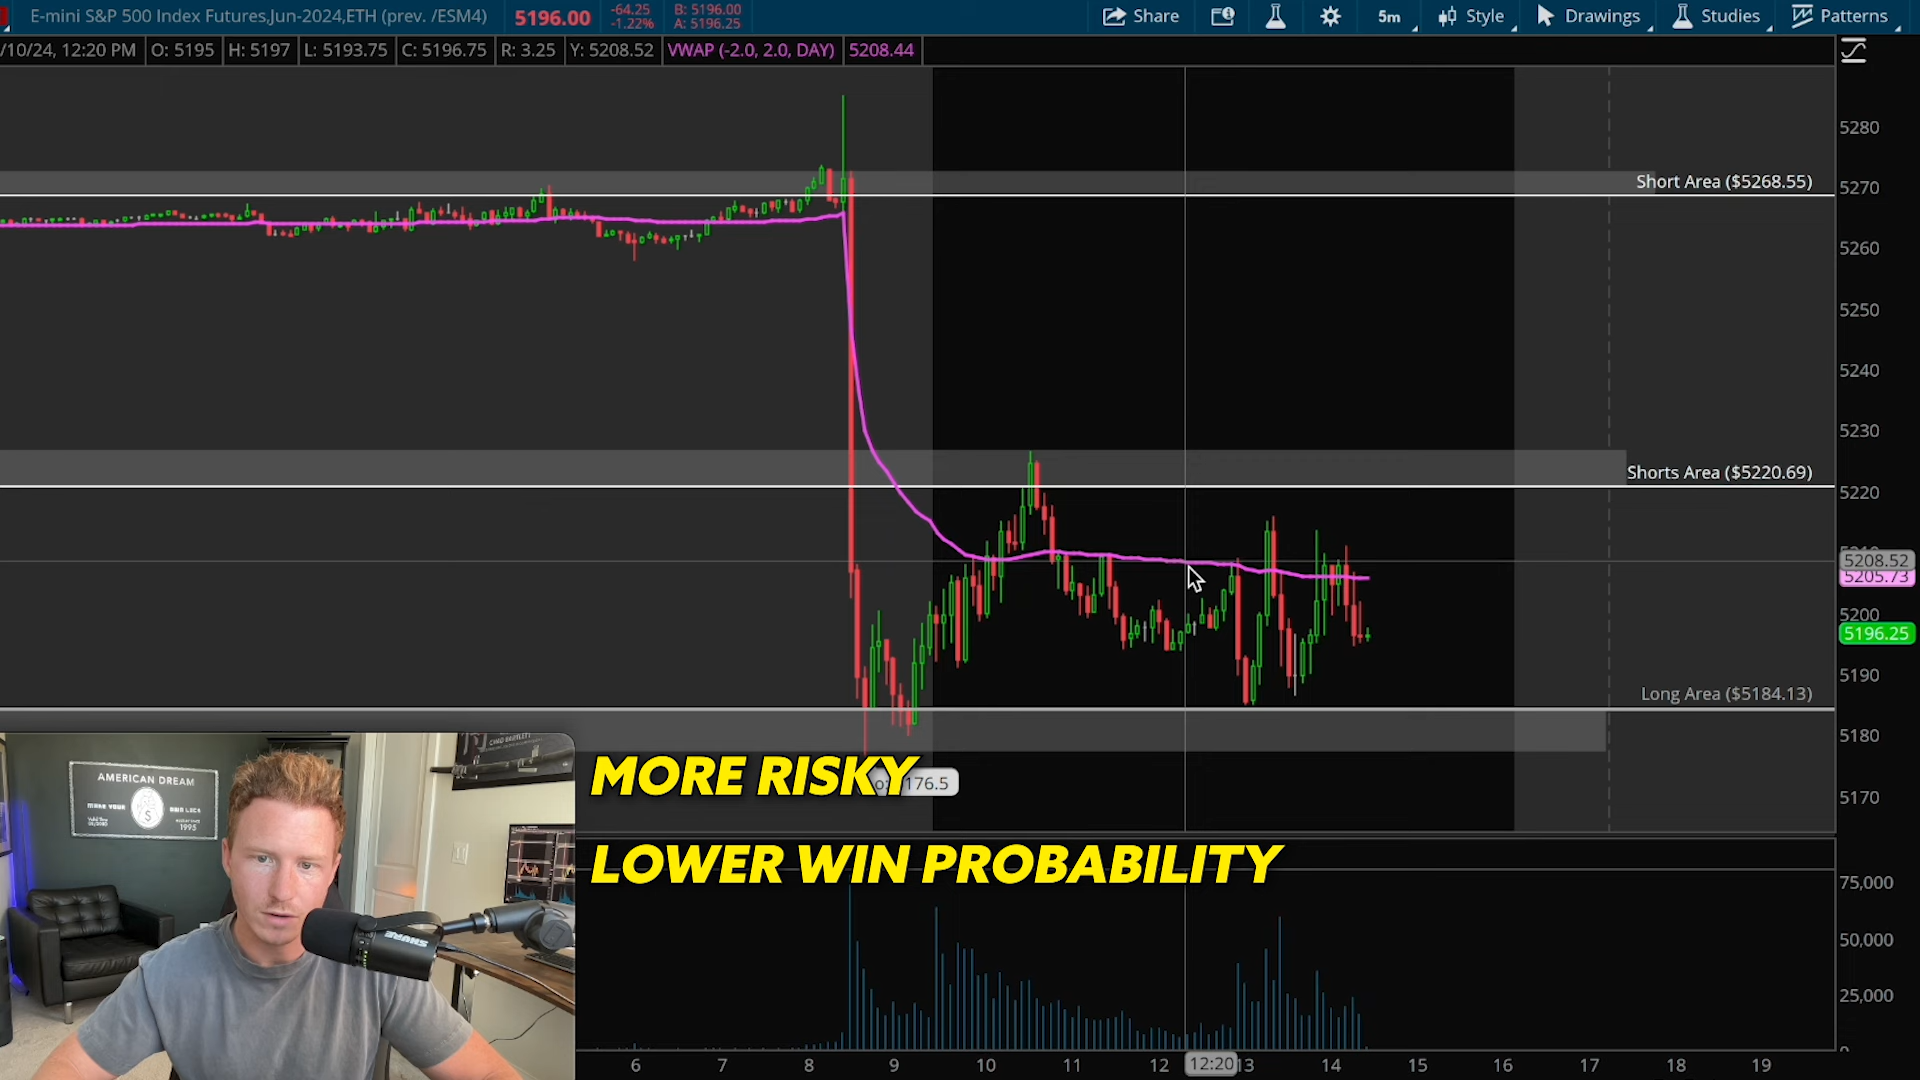 E-mini S&P 500 Index Futures,Jun-2024,ETH (prev. /ESM4) 5196.00 -64.25 -1.22% B: 5196.00 A: 5196.25 Share 5m Style Drawings Studies Patterns
/10/24, 12:20 PM O: 5195 H: 5197 L: 5193.75 C: 5196.75 R: 3.25 Y: 5208.52 VWAP (-2.0, 2.0, DAY) 5208.44
5280
Short Area ($5268.55)
5270
5260
5250
5240
5230
Shorts Area ($5220.69)
5220
5208.52
5205.73
5200
5196.25
5190
Long Area ($5184.13)
5180
176.5
5170
MORE RISKY
LOWER WIN PROBABILITY
75,000
50,000
25,000
6 7 8 9 10 11 12 12:20 13 14 15 16 17 18 19
AMERICAN DREAM
1995
CHAD BARTLETT
SHURE